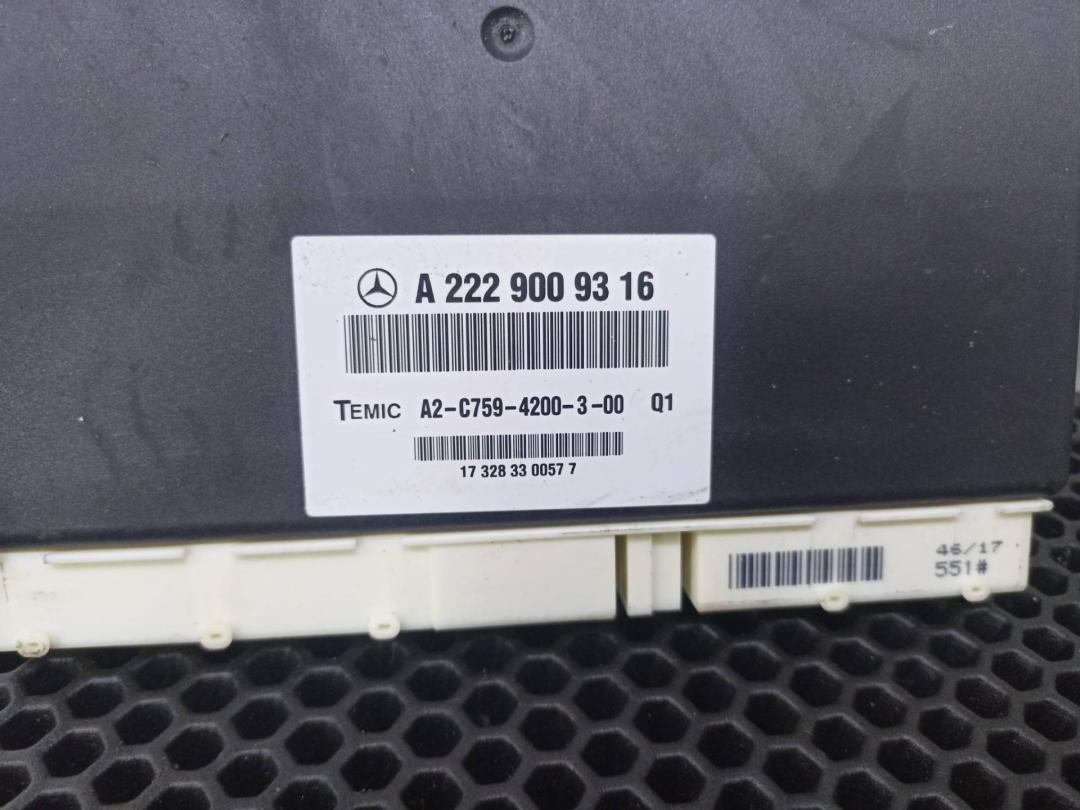 A 222 900 93 16
TEMIC A2-C759-4200-3-00 Q1
17 328 33 0057 7
46/17
551#